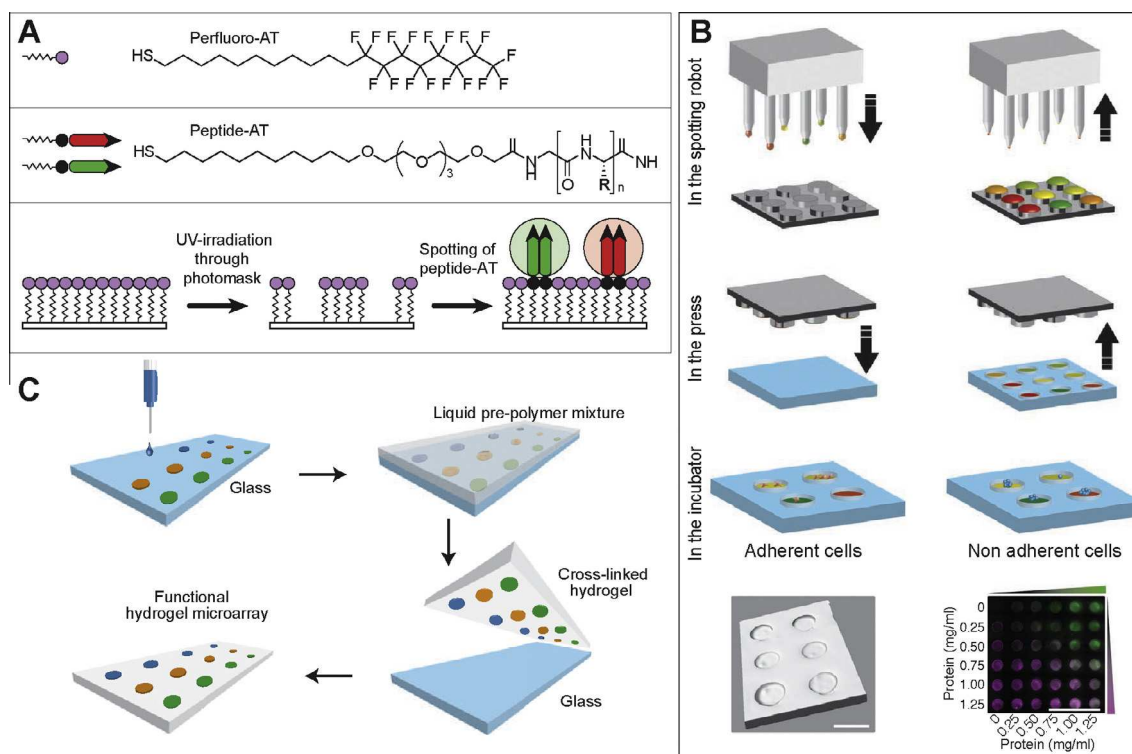 A
Perfluoro-AT
HS
F F F F F F F F F
F F F F F F F F
Peptide-AT
HS
O
(
O
)
3
O
O
N
H
O
H
N
R
n
O
NH
UV-irradiation
through
photomask
Spotting of
peptide-AT
B
In the spotting robot
In the press
In the incubator
Adherent cells
Non adherent cells
Protein (mg/ml)
0
0.25
0.50
0.75
1.00
1.25
0
0.25
0.50
0.75
1.00
1.25
Protein (mg/ml)
C
Glass
Liquid pre-polymer mixture
Cross-linked
hydrogel
Glass
Functional
hydrogel microarray